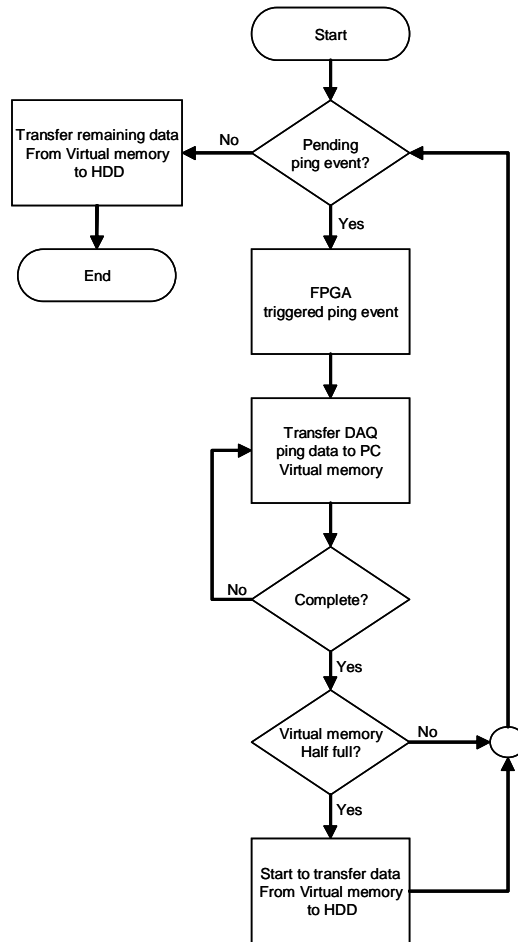 Start
Pending
ping event?
No
Transfer remaining data
From Virtual memory
to HDD
End
Yes
FPGA
triggered ping event
Transfer DAQ
ping data to PC
Virtual memory
No
Complete?
Yes
Virtual memory
Half full?
No
Yes
Start to transfer data
From Virtual memory
to HDD